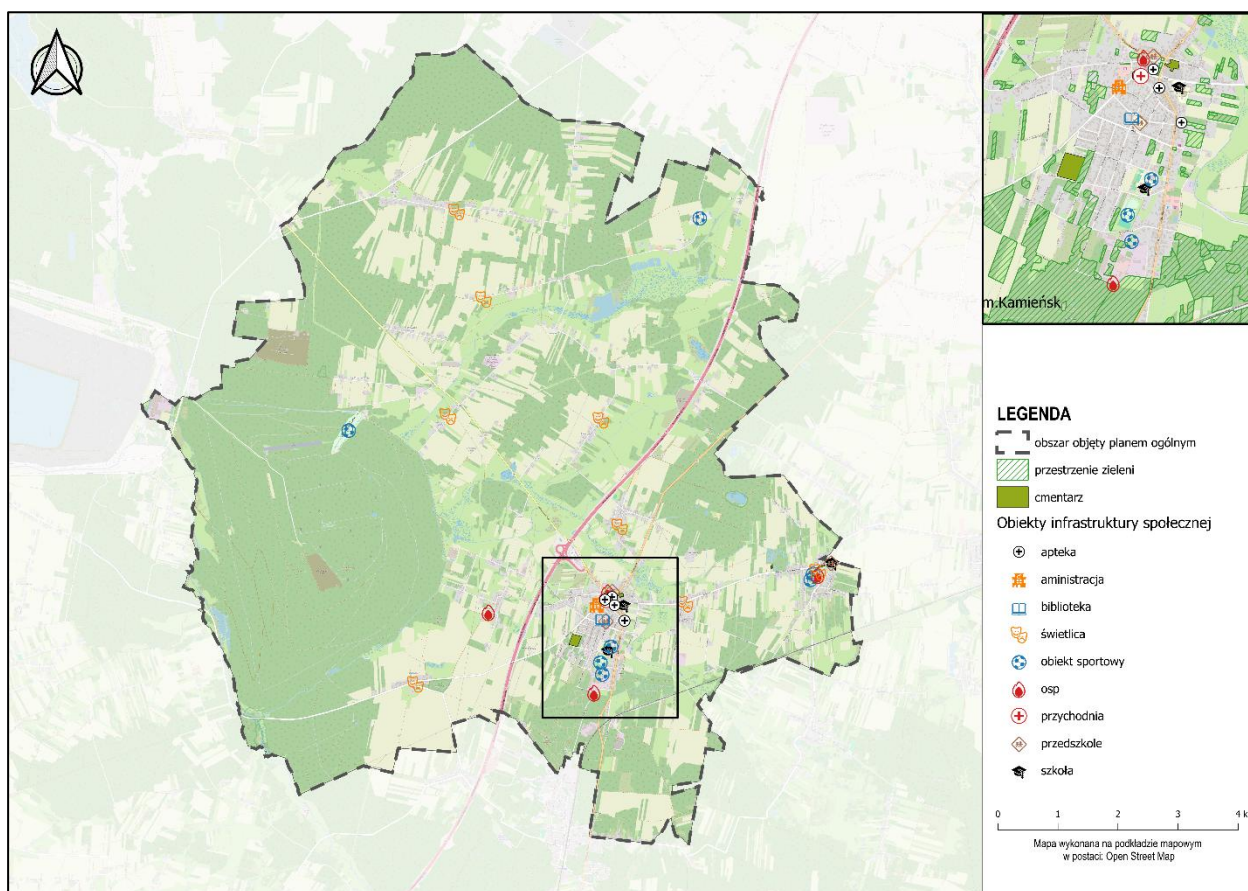 m.Kamieńsk
LEGENDA
obszar objęty planem ogólnym
przestrzenie zieleni
cmentarz
Obiekty infrastruktury społecznej
apteka
aministracja
biblioteka
świetlica
obiekt sportowy
osp
przychodnia
przedszkole
szkoła
0 1 2 3 4 k
Mapa wykonana na podkładzie mapowym
w postaci: Open Street Map